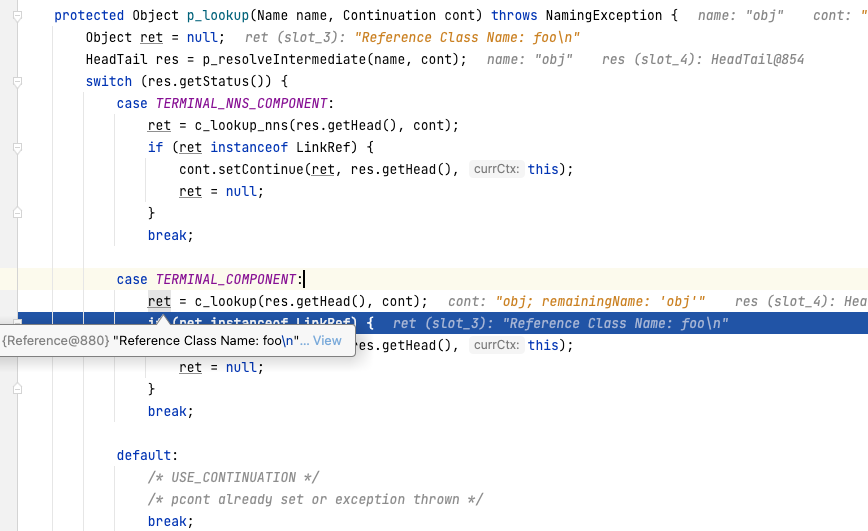 protected Object p_lookup(Name name, Continuation cont) throws NamingException { name: "obj" cont: "
Object ret = null; ret (slot_3): "Reference Class Name: foo\n"
HeadTail res = p_resolveIntermediate(name, cont); name: "obj" res (slot_4): HeadTail@854
switch (res.getStatus()) {
case TERMINAL_NNS_COMPONENT:
ret = c_lookup_nns(res.getHead(), cont);
if (ret instanceof LinkRef) {
cont.setContinue(ret, res.getHead(), currCtx: this);
ret = null;
}
break;
case TERMINAL_COMPONENT:
ret = c_lookup(res.getHead(), cont); cont: "obj; remainingName: 'obj'" res (slot_4): Hea
if (ret instanceof LinkRef) { ret (slot_3): "Reference Class Name: foo\n"
{Reference@880} "Reference Class Name: foo\n"... View
res.getHead(), currCtx: this);
ret = null;
}
break;
default:
/* USE_CONTINUATION */
/* pcont already set or exception thrown */
break;